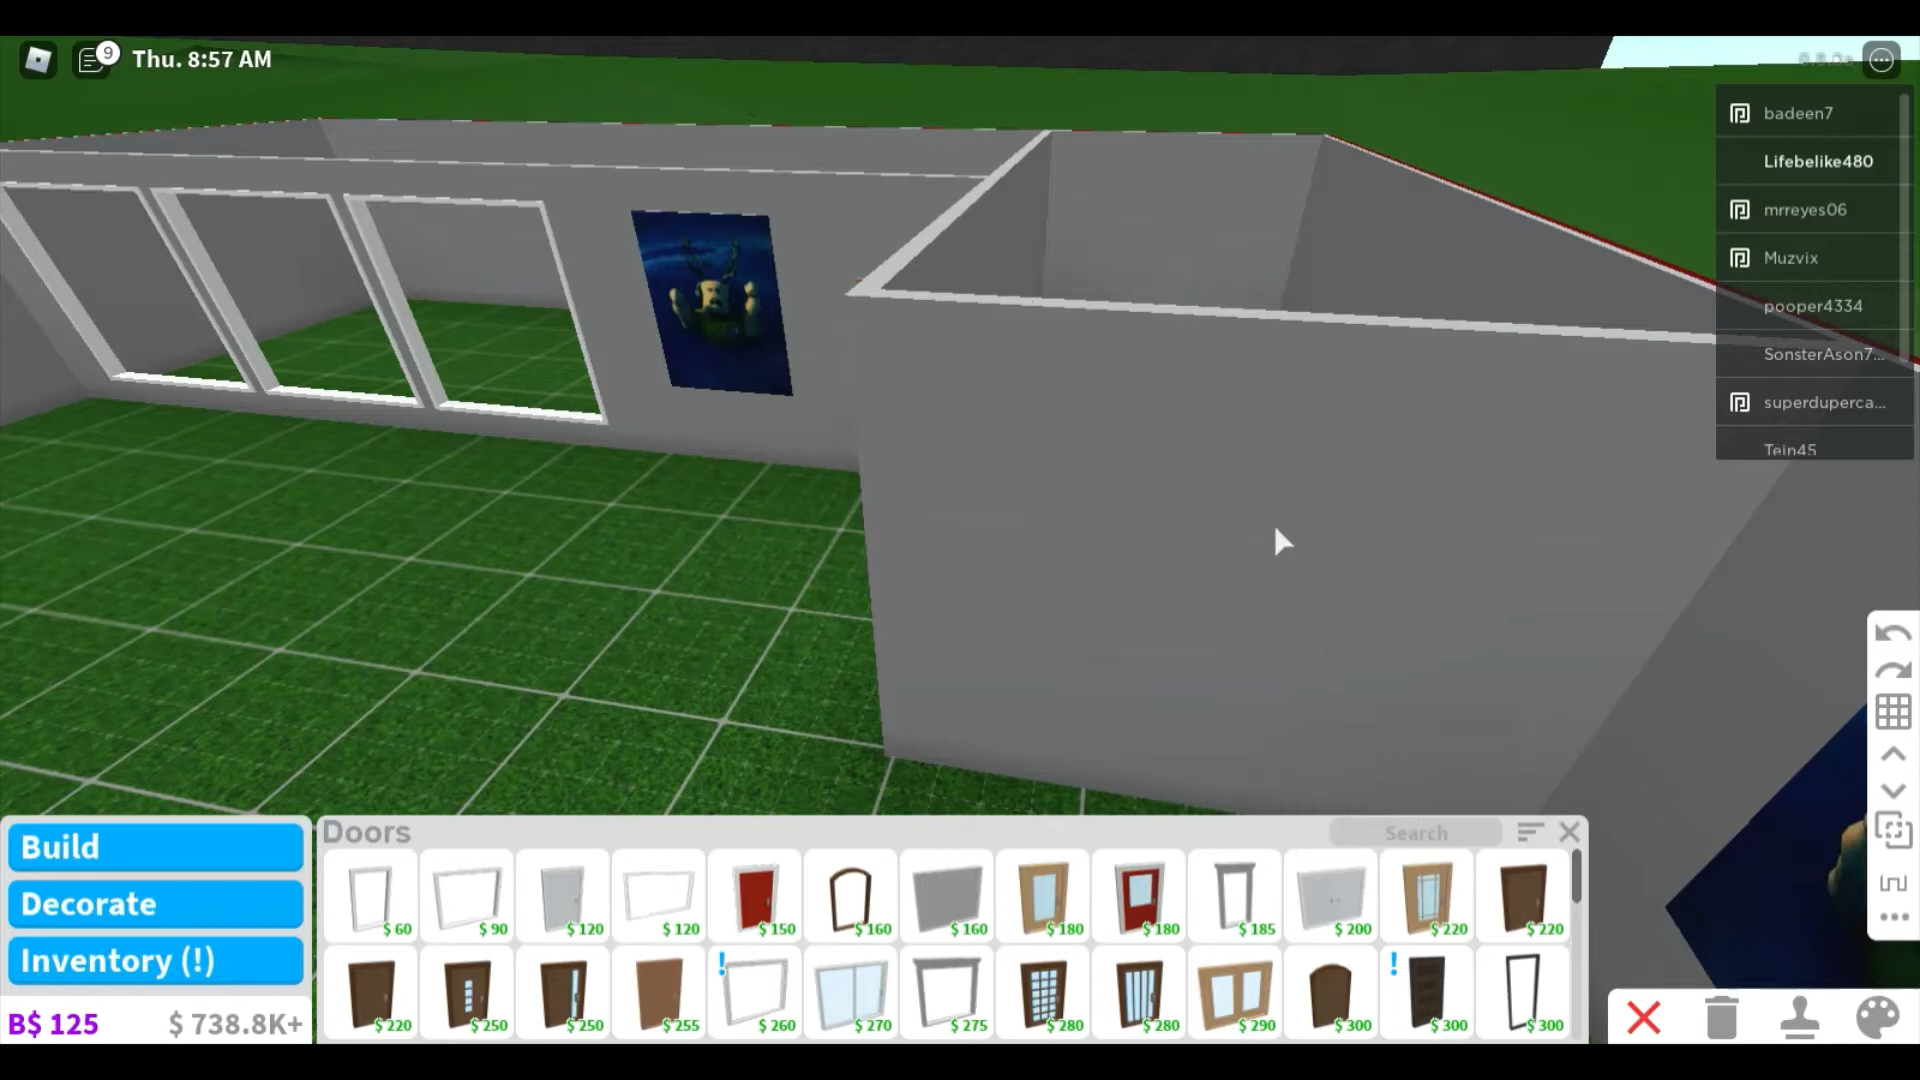 9
Thu. 8:57 AM
badeen7
Lifebelike480
mrreyes06
Muzvix
pooper4334
SonsterAson7...
superduperca...
Tein45
Build
Decorate
Inventory (!)
B$ 125
$ 738.8K+
Doors
Search
$ 60
$ 90
$ 120
$ 120
$ 150
$ 160
$ 160
$ 180
$ 180
$ 185
$ 200
$ 220
$ 220
$ 220
$ 250
$ 250
$ 255
!
$ 260
$ 270
$ 275
$ 280
$ 280
$ 290
$ 300
!
$ 300
$ 300